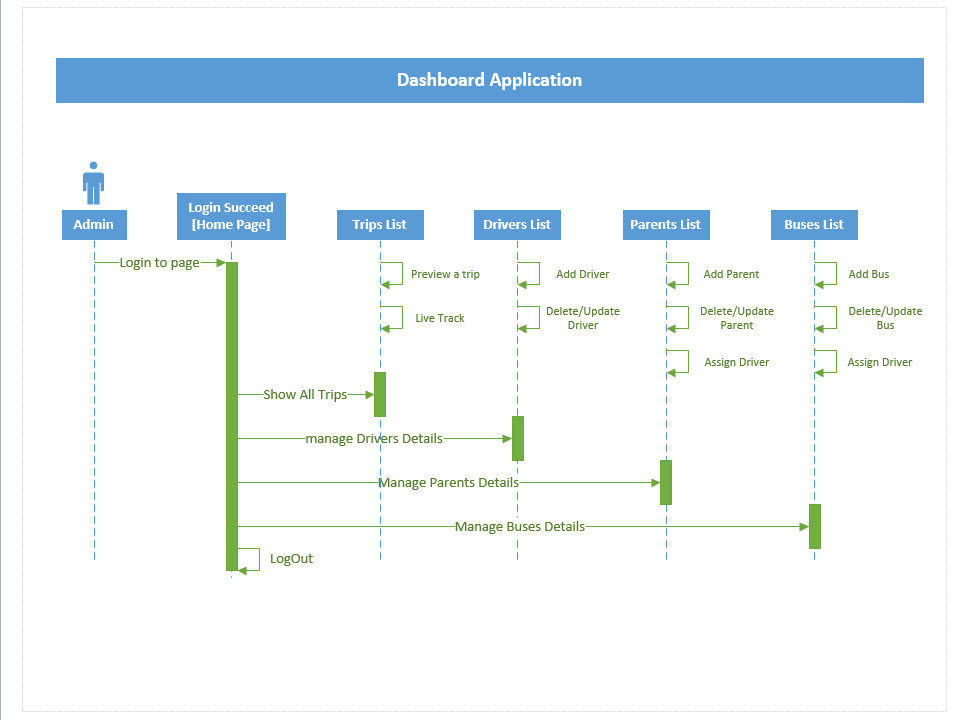 Dashboard Application
Admin
Login Succeed
[Home Page]
Trips List
Drivers List
Parents List
Buses List
Login to page
Preview a trip
Add Driver
Add Parent
Add Bus
Live Track
Delete/Update
Driver
Delete/Update
Parent
Delete/Update
Bus
Assign Driver
Assign Driver
Show All Trips
manage Drivers Details
Manage Parents Details
Manage Buses Details
LogOut